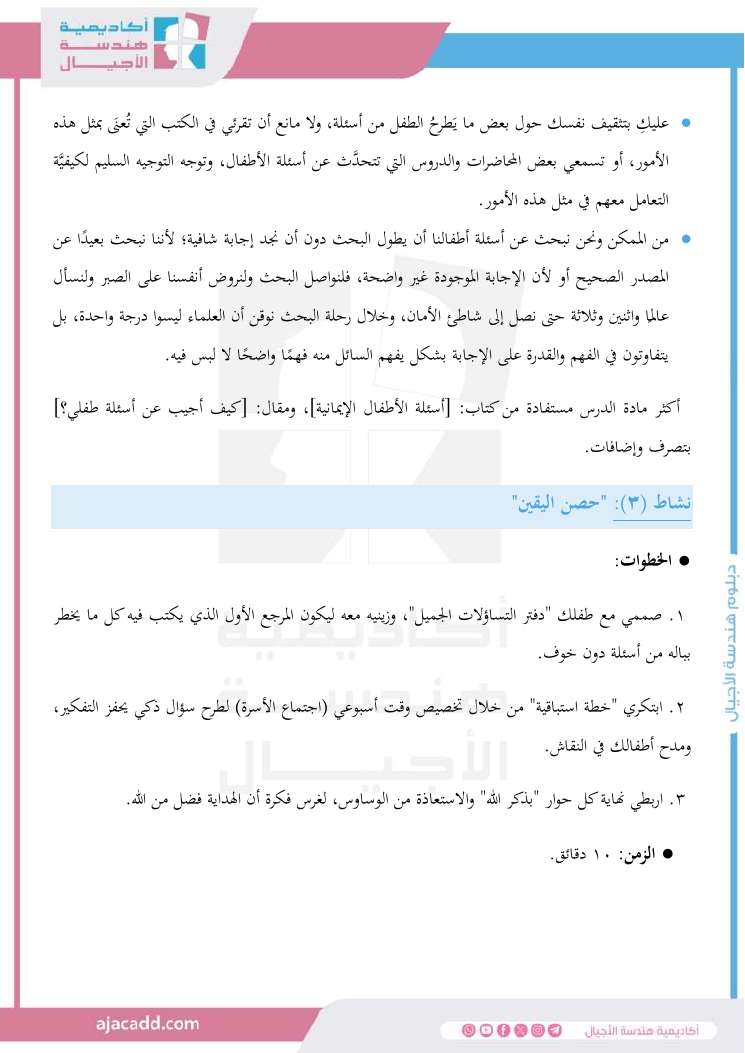 أكاديمية
هندسة
الأجيال
عليكِ بتثقيف نفسك حول بعض ما يَطرحُ الطفل من أسئلة، ولا مانع أن تقرئي في الكتب التي تُعنَى بمثل هذه
الأمور، أو تسمعي بعض المحاضرات والدروس التي تتحدَّث عن أسئلة الأطفال، وتوجه التوجيه السليم لكيفيَّة
التعامل معهم في مثل هذه الأمور.
من الممكن ونحن نبحث عن أسئلة أطفالنا أن يطول البحث دون أن نجد إجابة شافية؛ لأننا نبحث بعيدًا عن
المصدر الصحيح أو لأن الإجابة الموجودة غير واضحة، فلنواصل البحث ولنروض أنفسنا على الصبر ولنسأل
عالما واثنين وثلاثة حتى نصل إلى شاطئ الأمان، وخلال رحلة البحث نوقن أن العلماء ليسوا درجة واحدة، بل
يتفاوتون في الفهم والقدرة على الإجابة بشكل يفهم السائل منه فهمًا واضحًا لا لبس فيه.
أكثر مادة الدرس مستفادة من كتاب: [أسئلة الأطفال الإيمانية]، ومقال: [كيف أجيب عن أسئلة طفلي؟]
بتصرف وإضافات.
نشاط (٣): "حصن اليقين"
● الخطوات:
١. صممي مع طفلك "دفتر التساؤلات الجميل"، وزينيه معه ليكون المرجع الأول الذي يكتب فيه كل ما يخطر
بباله من أسئلة دون خوف.
٢. ابتكري "خطة استباقية" من خلال تخصيص وقت أسبوعي (اجتماع الأسرة) لطرح سؤال ذكي يحفز التفكير،
ومدح أطفالك في النقاش.
٣. اربطي نهاية كل حوار "بذكر الله" والاستعاذة من الوساوس، لغرس فكرة أن الهداية فضل من الله.
● الزمن: ١٠ دقائق.
أكاديمية
هندسة
الأجيال
دبلوم هندسة الأجيال
أكاديمية هندسة الأجيال
ajacadd.com